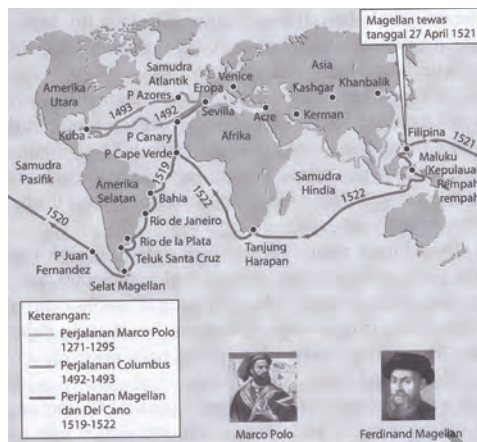 Magellan tewas
tanggal 27 April 1521
Samudra
Atlantik
Amerika
Utara
P Azores
Eropa
Venice
Asia
Kashgar
Khanbalik
1493
1492
Sevilla
Acre
Kerman
Kuba
P Canary
Afrika
Filipina
1521
P Cape Verde
Maluku
(Kepulauan
Rempah
rempah)
Samudra
Pasifik
1519
Amerika
Selatan
Bahia
1522
Samudra
Hindia
1522
1520
Rio de Janeiro
Rio de la Plata
Teluk Santa Cruz
P Juan
Fernandez
Tanjung
Harapan
Selat Magellan
Keterangan:
Perjalanan Marco Polo
1271-1295
Perjalanan Columbus
1492-1493
Perjalanan Magellan
dan Del Cano
1519-1522
Marco Polo
Ferdinand Magellan